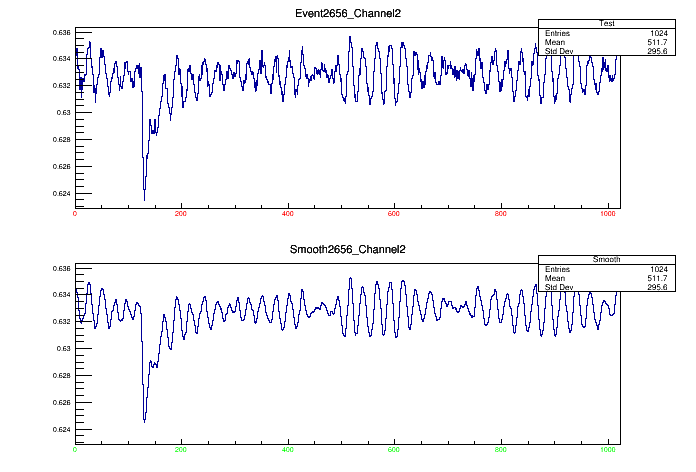 Event2656_Channel2
Test
Entries 1024
Mean 511.7
Std Dev 295.6
0.636
0.634
0.632
0.63
0.628
0.626
0.624
0 200 400 600 800 1000
Smooth2656_Channel2
Smooth
Entries 1024
Mean 511.7
Std Dev 295.6
0.636
0.634
0.632
0.63
0.628
0.626
0.624
0 200 400 600 800 1000